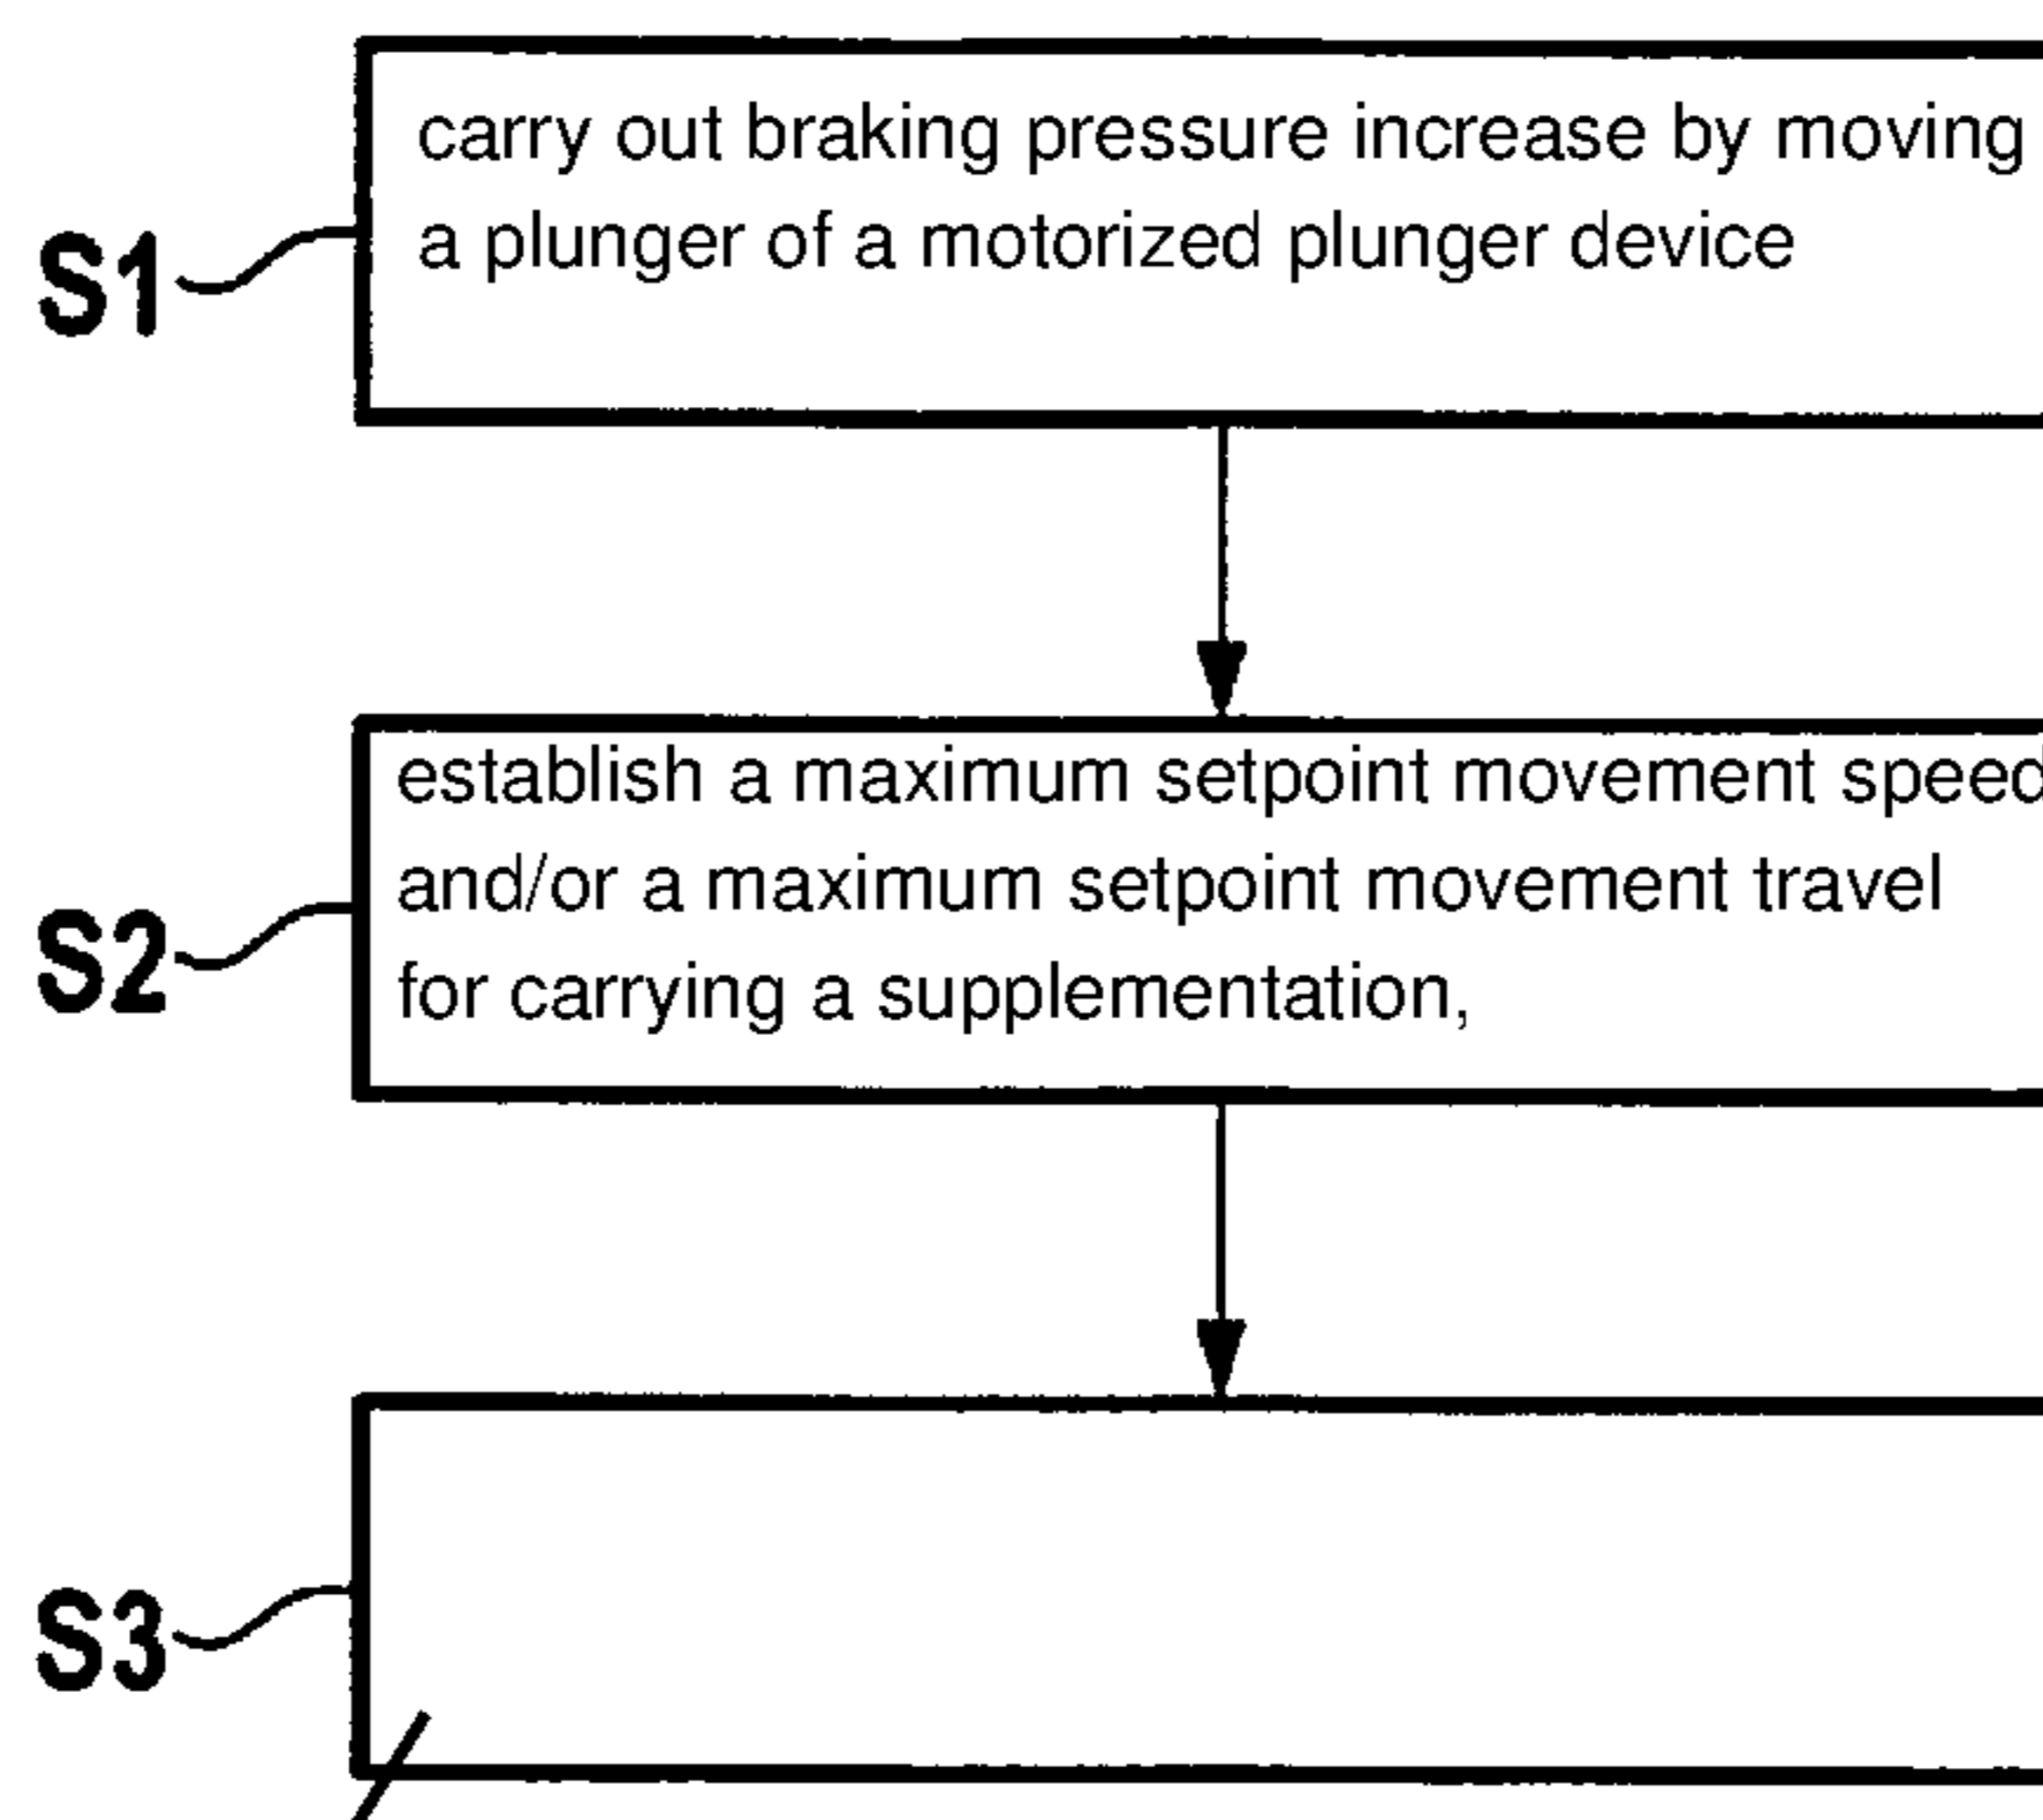 carry out braking pressure increase by moving
a plunger of a motorized plunger device
S1
establish a maximum setpoint movement speed
and/or a maximum setpoint movement travel
for carrying a supplementation,
S2
S3